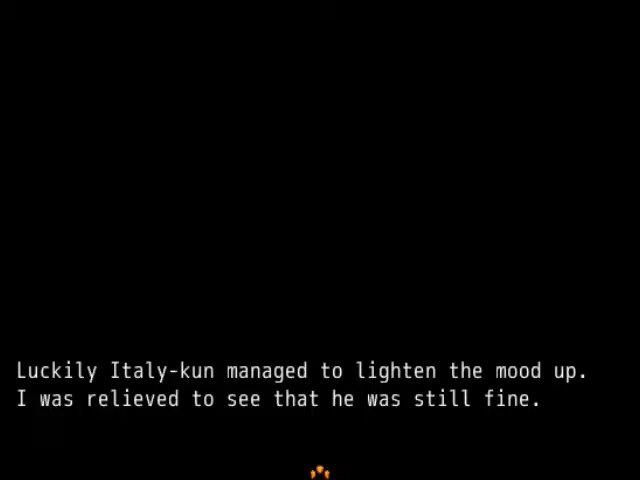 Luckily Italy-kun managed to lighten the mood up.
I was relieved to see that he was still fine.